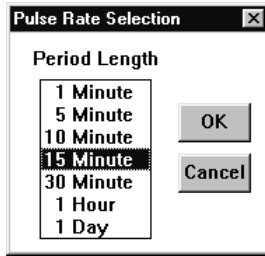 Pulse Rate Selection
Period Length
1 Minute
5 Minute
10 Minute
15 Minute
30 Minute
1 Hour
1 Day
OK
Cancel